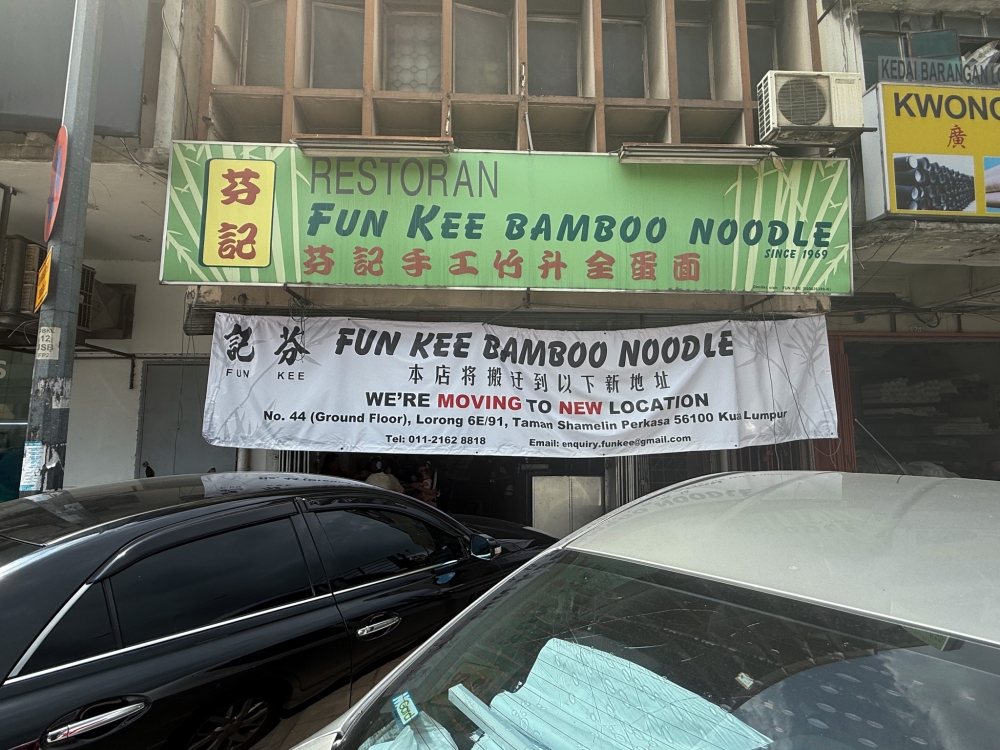 KEDAI BARANGAN
KWONG
廣
芬記
RESTORAN
FUN KEE BAMBOO NOODLE
SINCE 1969
芬記手工竹升全蛋面
記芬
FUN KEE
FUN KEE BAMBOO NOODLE
本店将搬迁到以下新地址
WE'RE MOVING TO NEW LOCATION
No. 44 (Ground Floor), Lorong 6E/91, Taman Shamelin Perkasa 56100 Kuala Lumpur
Tel: 011-2162 8818 Email: enquiry.funkee@gmail.com